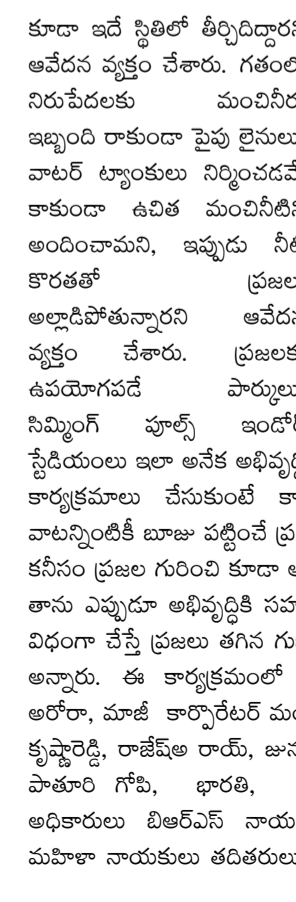 కూడా ఇదే స్థితిలో తీర్చిదిద్దారని
ఆవేదన వ్యక్తం చేశారు. గతంలో
నిరుపేదలకు మంచినీరు
ఇబ్బంది రాకుండా పైపు లైనులు
వాటర్ ట్యాంకులు నిర్మించడమే
కాకుండా ఉచిత మంచినీటిని
అందించామని, ఇప్పుడు నీటి
కొరతతో ప్రజలు
అల్లాడిపోతున్నారని ఆవేదన
వ్యక్తం చేశారు. ప్రజలకు
ఉపయోగపడే పార్కులు
సిమ్మింగ్ పూల్స్ ఇండోర్
స్టేడియంలు ఇలా అనేక అభివృద్ధి
కార్యక్రమాలు చేసుకుంటే
వాటన్నింటికీ బూజు పట్టించే
కనీసం ప్రజల గురించి కూడా
తాను ఎప్పుడూ అభివృద్ధికి
విధంగా చేస్తే ప్రజలు తగిన
అన్నారు. ఈ కార్యక్రమంలో
అరోరా, మాజీ కార్పొరేటర్
కృష్ణారెడ్డి, రాజేష్అ రాయ్,
పాతూరి గోపి, భారతి,
అధికారులు బిఆర్ఎస్
మహిళా నాయకులు తదితరులు